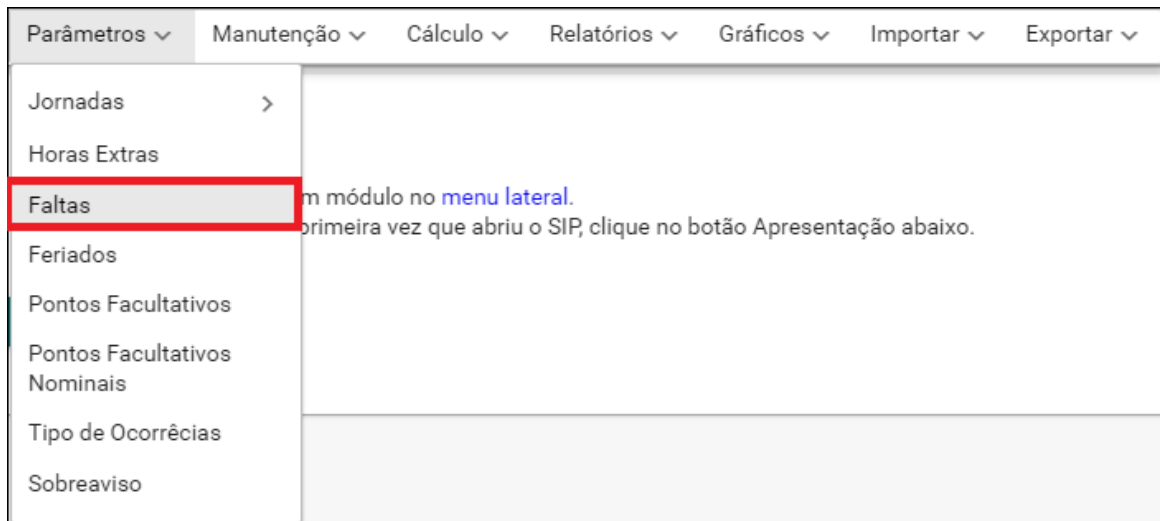 Parâmetros Manutenção Cálculo Relatórios Gráficos Importar Exportar
Jornadas
Horas Extras
Faltas
módulo no menu lateral.
primeira vez que abriu o SIP, clique no botão Apresentação abaixo.
Feriados
Pontos Facultativos
Pontos Facultativos
Nominais
Tipo de Ocorrêcias
Sobreaviso